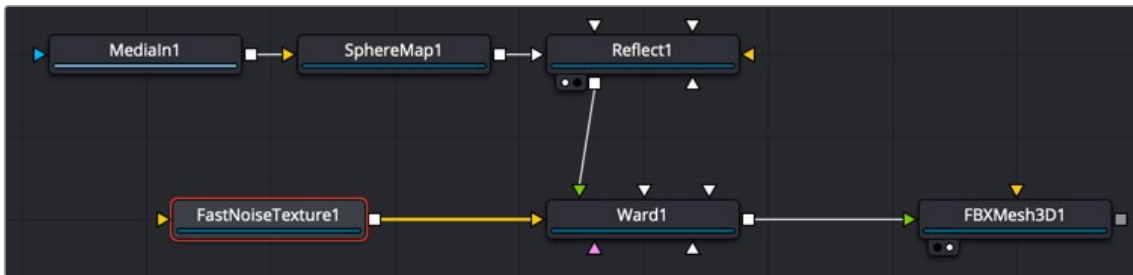 MediaIn1
SphereMap1
Reflect1
FastNoiseTexture1
Ward1
FBXMesh3D1